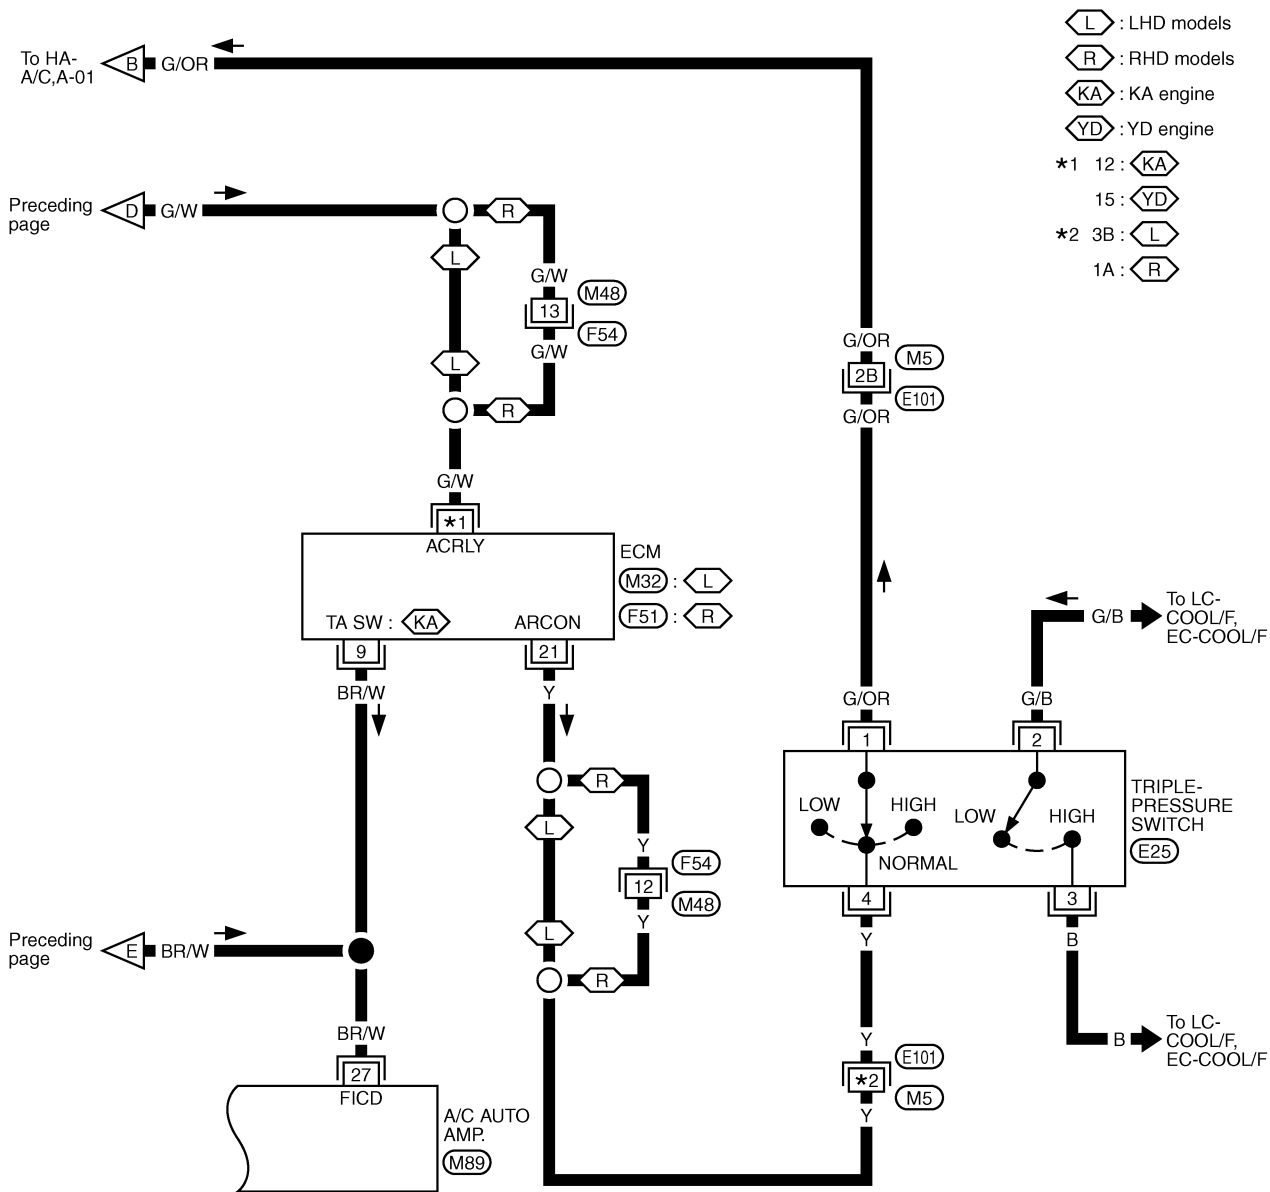 L : LHD models
R : RHD models
KA : KA engine
YD : YD engine
*1 12 : KA
15 : YD
*2 3B : L
1A : R
To HA-
A/C,A-01
B G/OR
Preceding
page
D G/W
R
L
G/W
13
M48
F54
G/W
L
R
G/W
*1
ACRLY
ECM
M32 : L
F51 : R
TA SW : KA
ARCON
9
21
BR/W
Y
R
L
Y
12
F54
M48
Y
L
R
Preceding
page
E BR/W
BR/W
27
FICD
A/C AUTO
AMP.
M89
G/OR
2B
M5
E101
G/OR
G/OR
1
G/B
To LC-
COOL/F,
EC-COOL/F
G/B
2
LOW
HIGH
NORMAL
LOW
HIGH
TRIPLE-
PRESSURE
SWITCH
E25
4
3
Y
B
B
To LC-
COOL/F,
EC-COOL/F
Y
E101
*2
M5
Y